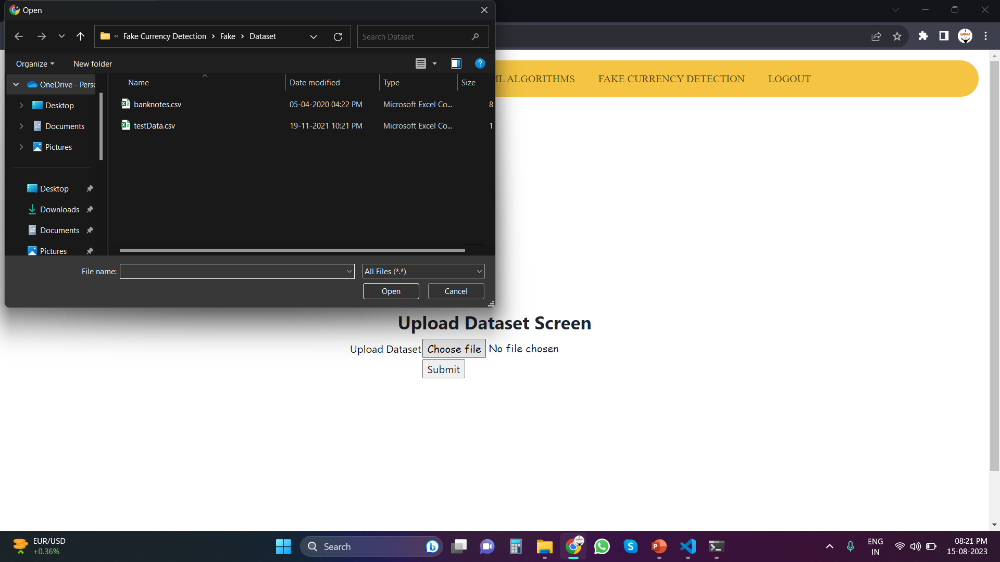 Open
« Fake Currency Detection › Fake › Dataset
Search Dataset
Organize
New folder
Name
Date modified
Type
Size
OneDrive - Perso
Desktop
Documents
Pictures
banknotes.csv
05-04-2020 04:22 PM
Microsoft Excel Co...
8
testData.csv
19-11-2021 10:21 PM
Microsoft Excel Co...
1
Desktop
Downloads
Documents
Pictures
File name:
All Files (*.*)
Open
Cancel
ML ALGORITHMS
FAKE CURRENCY DETECTION
LOGOUT
Upload Dataset Screen
Upload Dataset
Choose file
No file chosen
Submit
EUR/USD
+0.36%
Search
ENG
IN
08:21 PM
15-08-2023